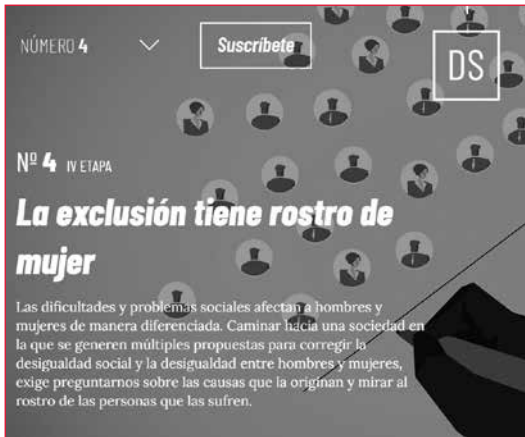 NÚMERO 4
Suscríbete
DS
Nº 4 IV ETAPA
La exclusión tiene rostro de
mujer
Las dificultades y problemas sociales afectan a hombres y
mujeres de manera diferenciada. Caminar hacia una sociedad en
la que se generen múltiples propuestas para corregir la
desigualdad social y la desigualdad entre hombres y mujeres,
exige preguntarnos sobre las causas que la originan y mirar al
rostro de las personas que las sufren.